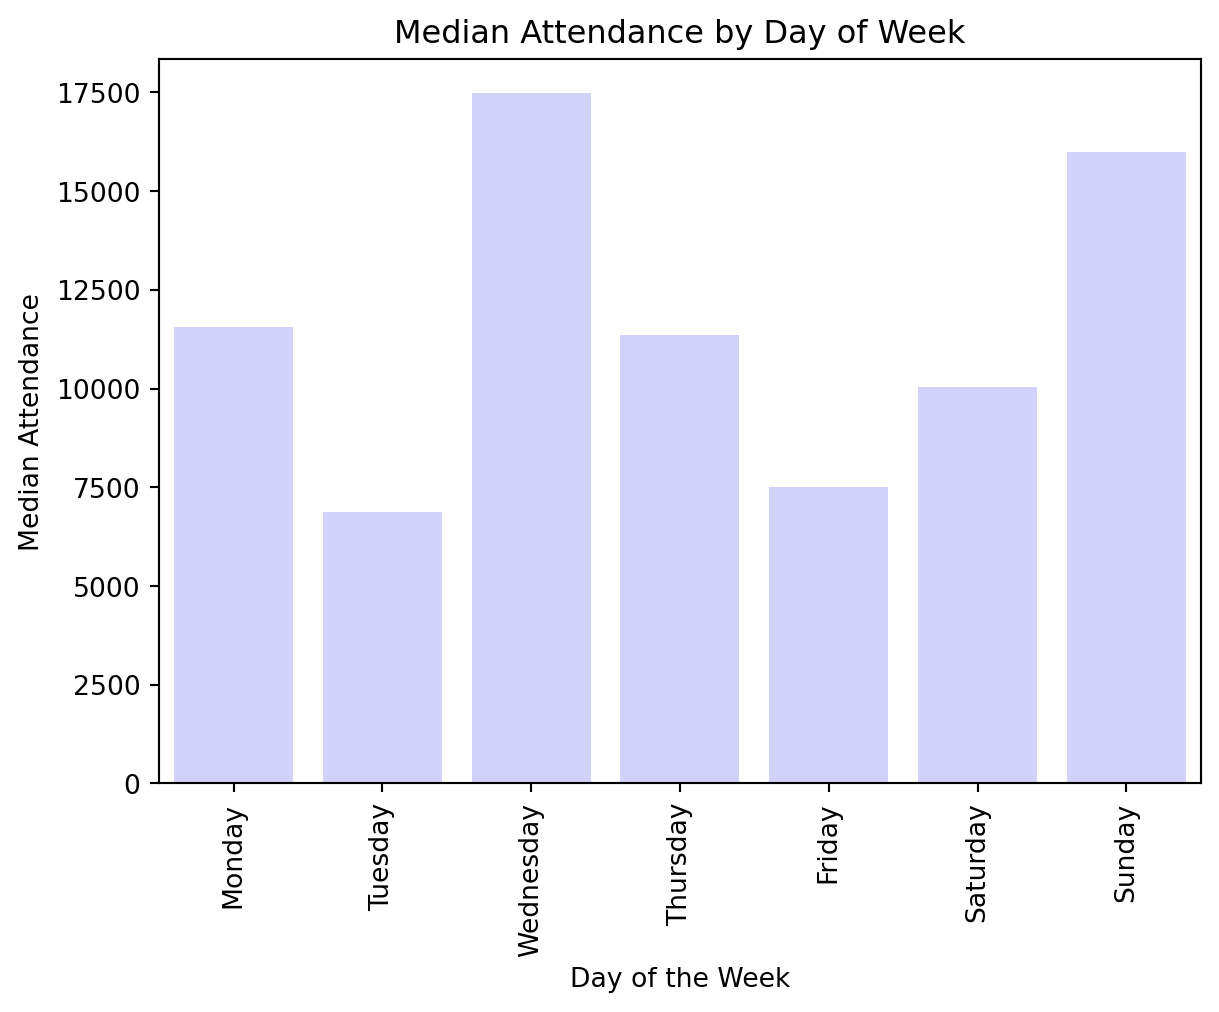 Median Attendance by Day of Week
Median Attendance
17500
15000
12500
10000
7500
5000
2500
0
Monday
Tuesday
Wednesday
Thursday
Friday
Saturday
Sunday
Day of the Week